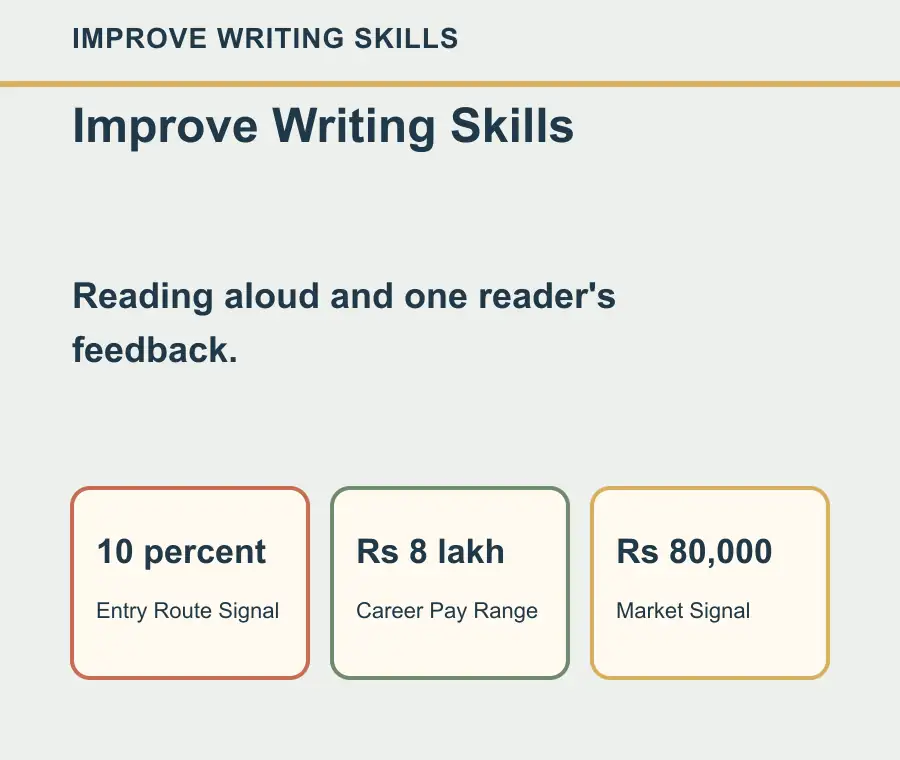 IMPROVE WRITING SKILLS
Improve Writing Skills
Reading aloud and one reader's
feedback.
10 percent
Entry Route Signal
Rs 8 lakh
Career Pay Range
Rs 80,000
Market Signal